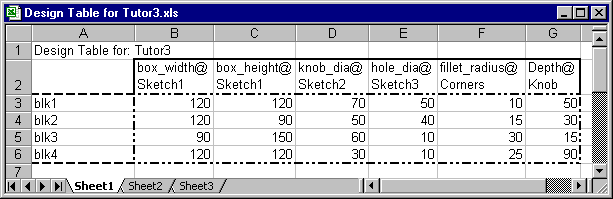 Design Table for Tutor3.xls
A B C D E F G
1 Design Table for: Tutor3
box_width@ box_height@ knob_dia@ hole_dia@ fillet_radius@ Depth@
2 Sketch1 Sketch1 Sketch2 Sketch3 Corners Knob
3 blk1 120 120 70 50 10 50
4 blk2 120 90 50 40 15 30
5 blk3 90 150 60 10 30 15
6 blk4 120 120 30 10 25 90
7
Sheet1 Sheet2 Sheet3